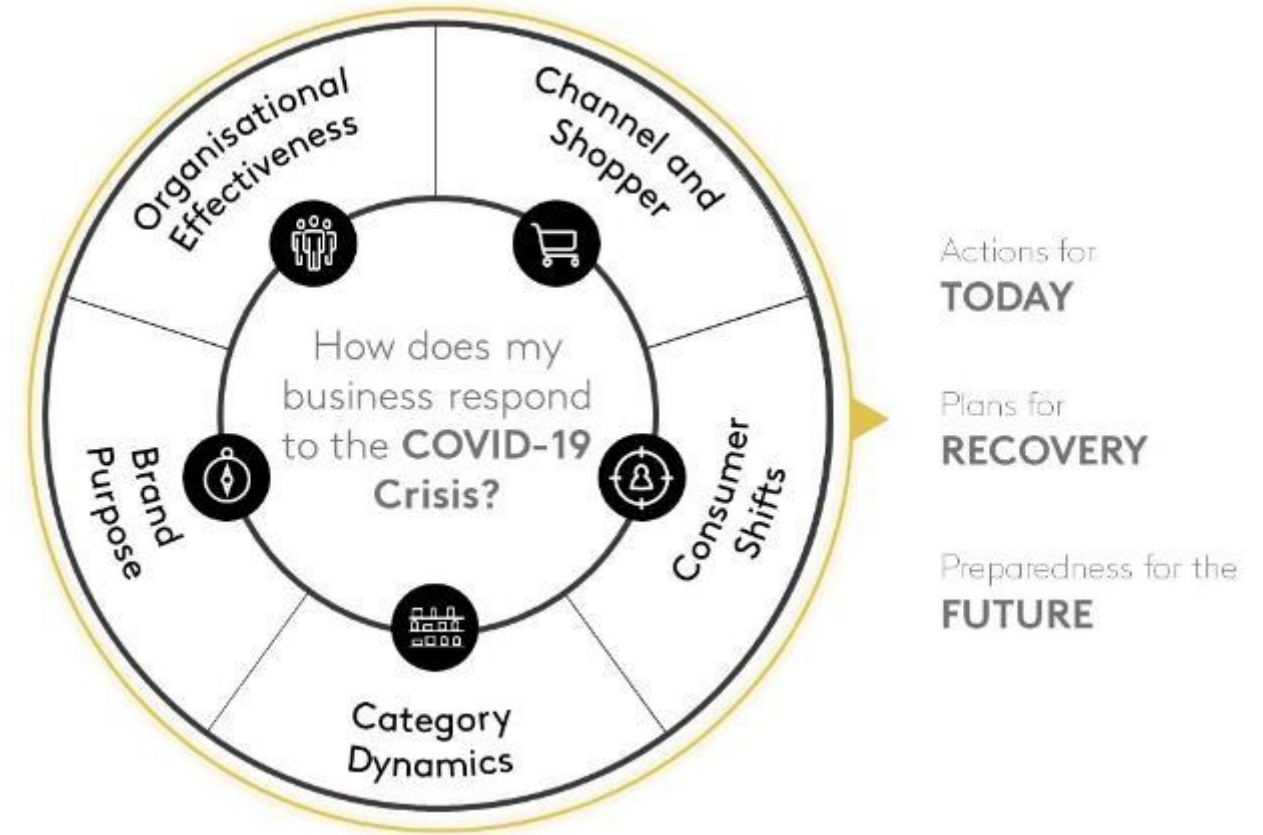 Organisational
Effectiveness
Channel and
Shopper
How does my
business respond
to the COVID-19
Crisis?
Brand
Purpose
Consumer
Shifts
Category
Dynamics
Actions for
TODAY
Plans for
RECOVERY
Preparedness for the
FUTURE